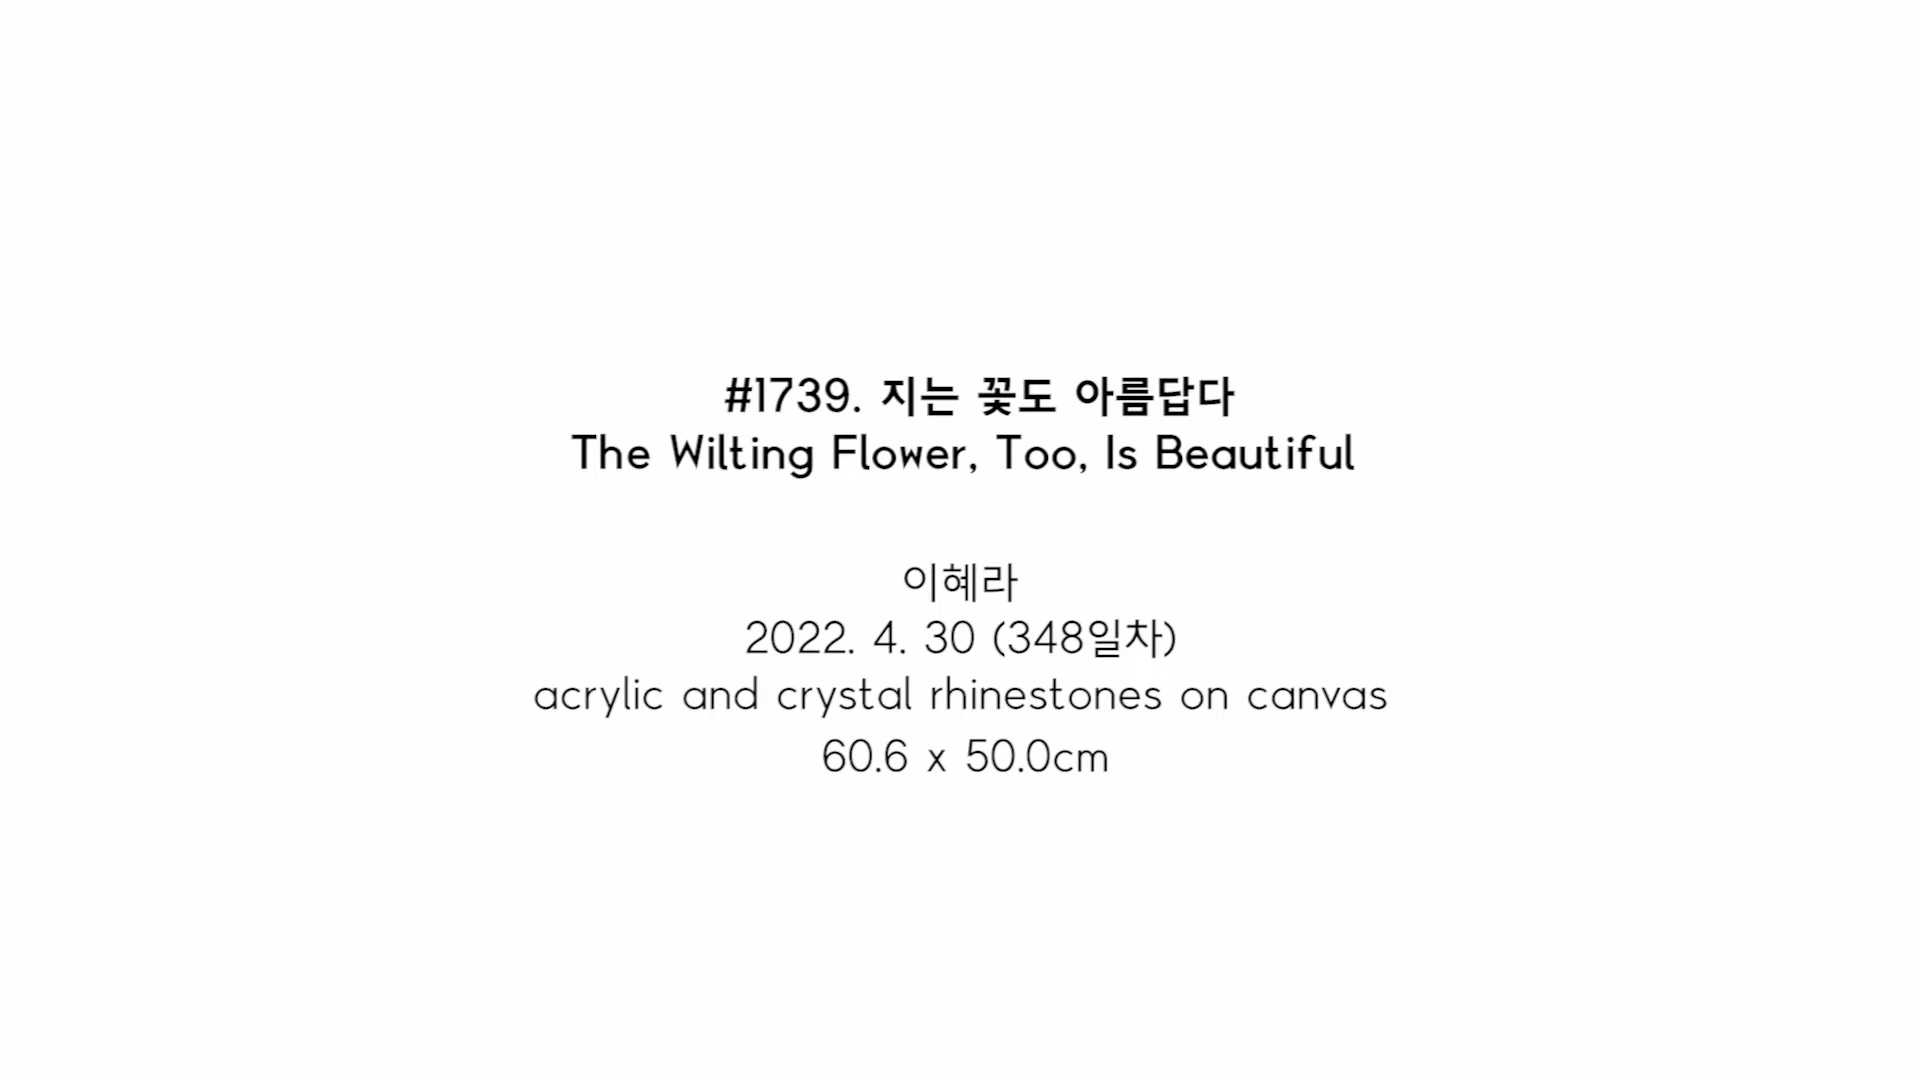 #1739. 지는 꽃도 아름답다
The Wilting Flower, Too, Is Beautiful
이혜라
2022. 4. 30 (348일차)
acrylic and crystal rhinestones on canvas
60.6 x 50.0cm